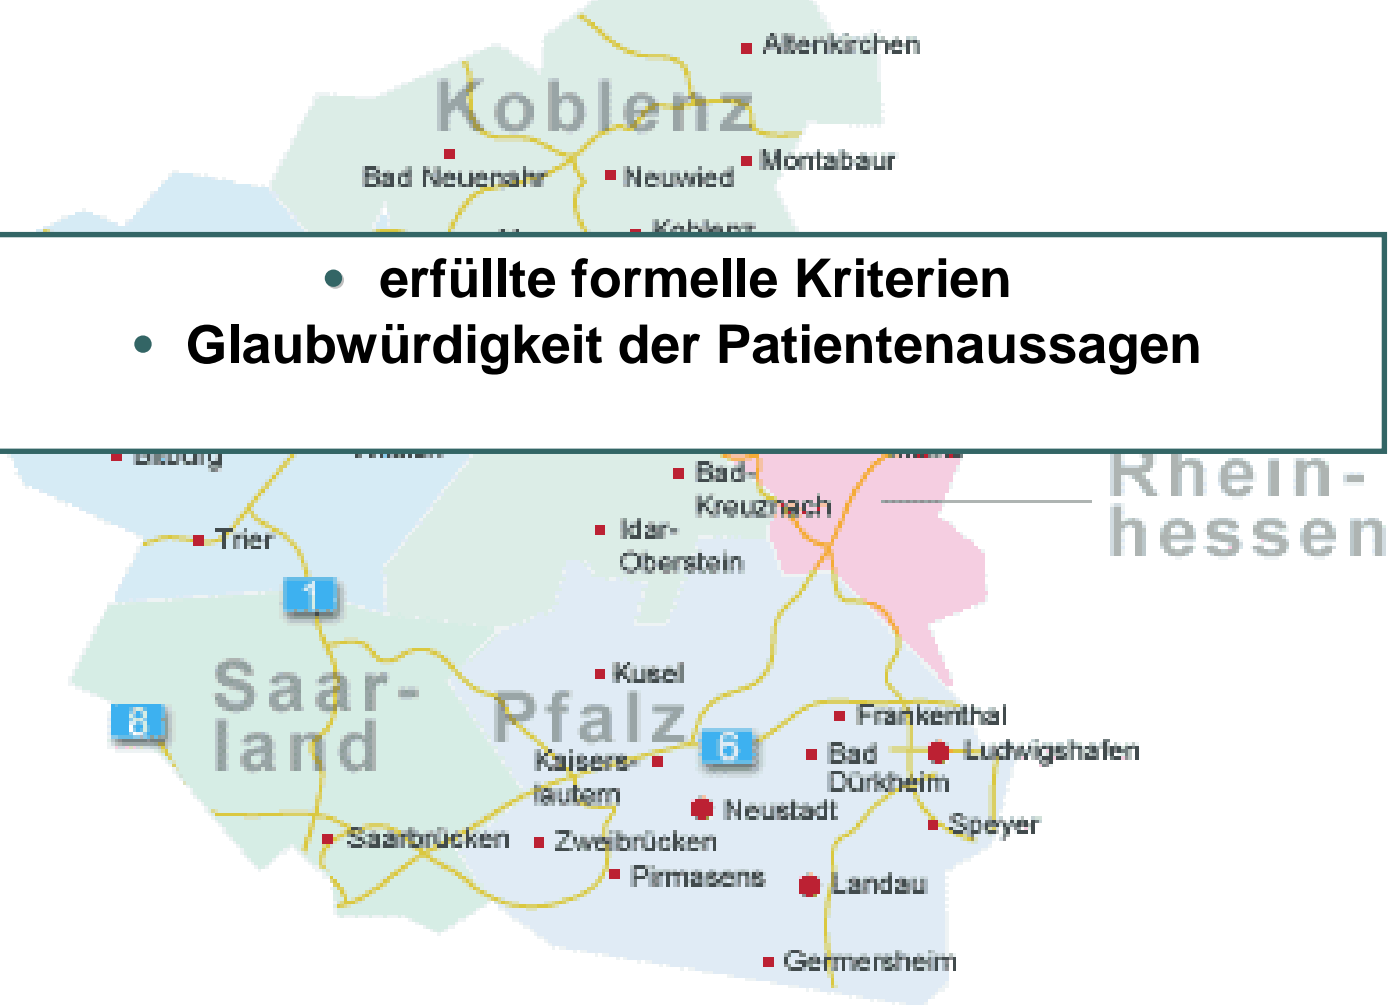 Altenkirchen
Koblenz
Montabaur
Bad Neuenahr
Neuwied
Koblenz
• erfüllte formelle Kriterien
• Glaubwürdigkeit der Patientenaussagen
Bitburg
Rhein-
hessen
Bad-
Kreuznach
Idar-
Oberstein
Trier
1
Saar-
land
Kusel
Pfalz
8
6
Frankenthal
Kaisers-
lautern
Bad
Dürkheim
Ludwigshafen
Neustadt
Speyer
Saarbrücken
Zweibrücken
Pirmasens
Landau
Germersheim